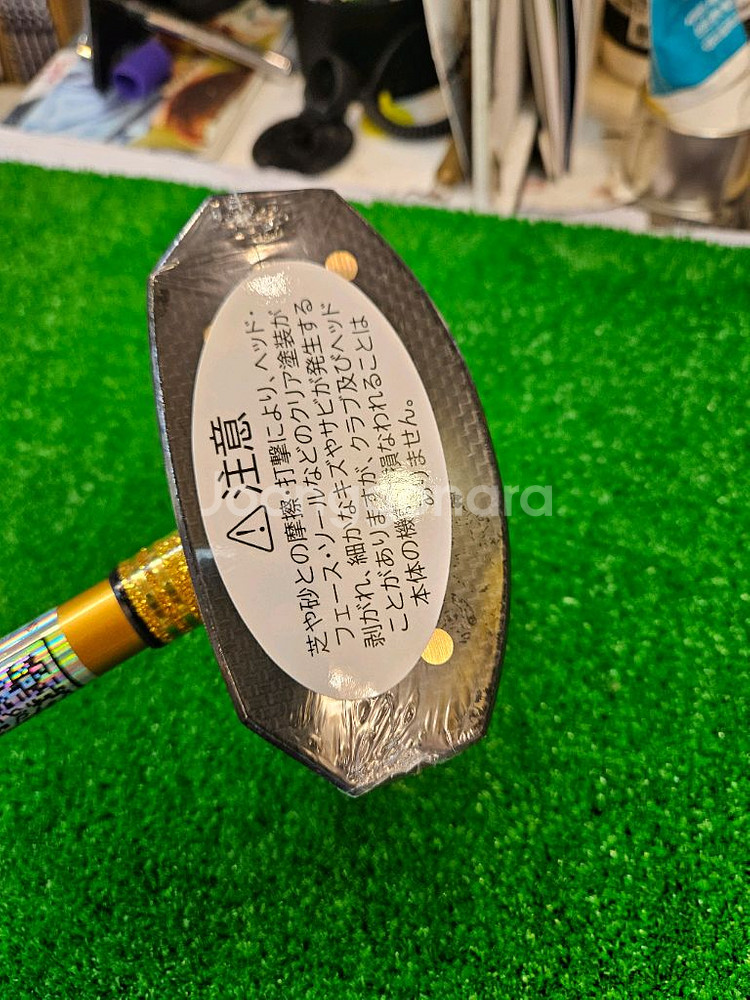 ⚠注意
芝や砂との摩擦、打撃により、ヘッド・
フェース・ソールなどのクリア塗装が
剥がれ、細かなキズやサビが発生する
ことがありますが、クラブ及びヘッド
本体の機能が損なわれることは
ありません。
Joonggonara